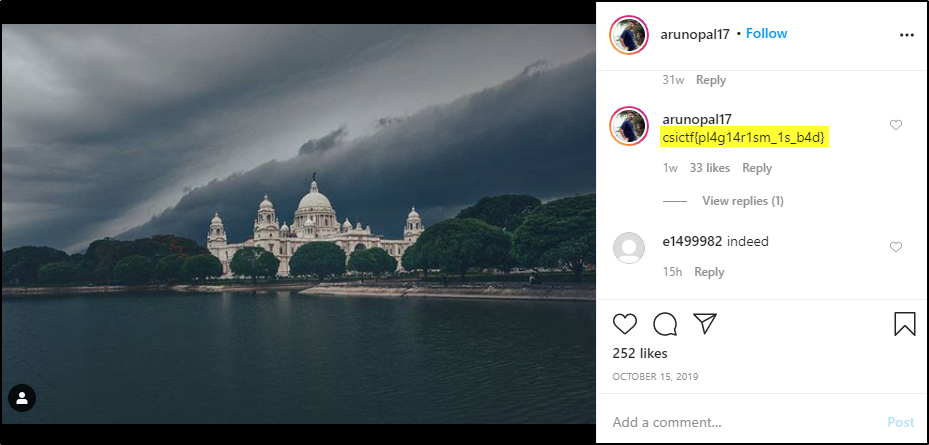 arunopal17 • Follow
31w Reply
arunopal17
csictf{pl4g14r1sm_1s_b4d}
1w 33 likes Reply
View replies (1)
e1499982 indeed
15h Reply
252 likes
OCTOBER 15, 2019
Add a comment... Post